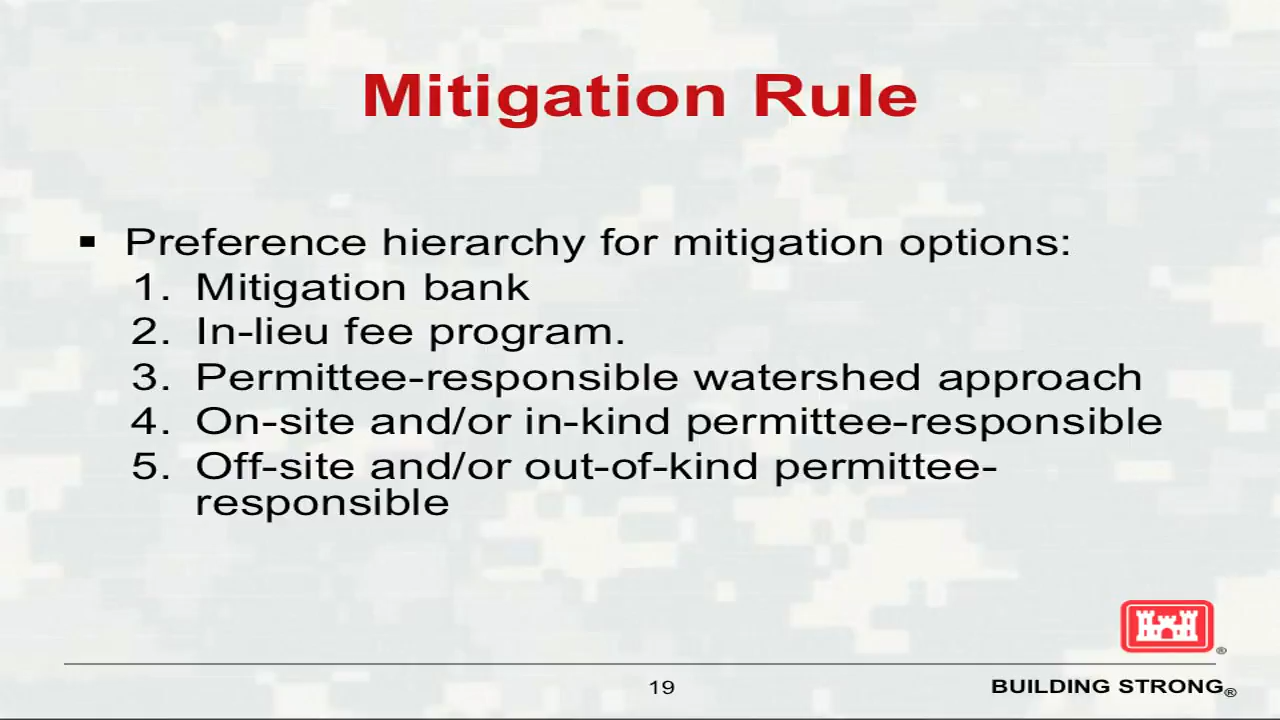 Mitigation Rule
▪ Preference hierarchy for mitigation options:
1. Mitigation bank
2. In-lieu fee program.
3. Permittee-responsible watershed approach
4. On-site and/or in-kind permittee-responsible
5. Off-site and/or out-of-kind permittee-
responsible
®
19
BUILDING STRONG®